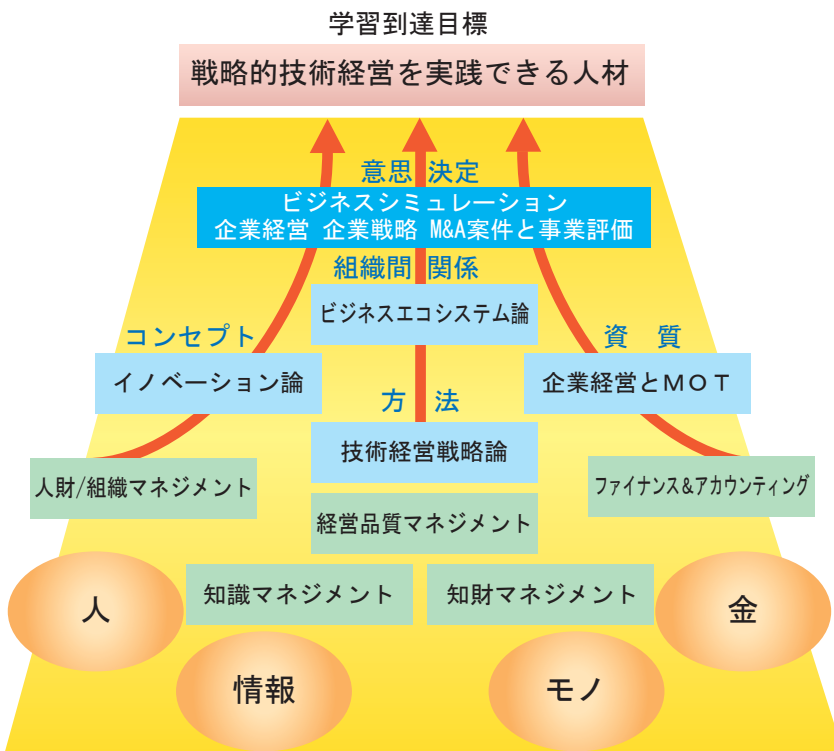 学習到達目標
戦略的技術経営を実践できる人材
意思 決定
ビジネスシミュレーション
企業経営 企業戦略 M&A案件と事業評価
組織間 関係
ビジネスエコシステム論
コンセプト
イノベーション論
資 質
企業経営とMOT
方 法
技術経営戦略論
人財/組織マネジメント
経営品質マネジメント
ファイナンス&アカウンティング
人
知識マネジメント
知財マネジメント
金
情報
モノ